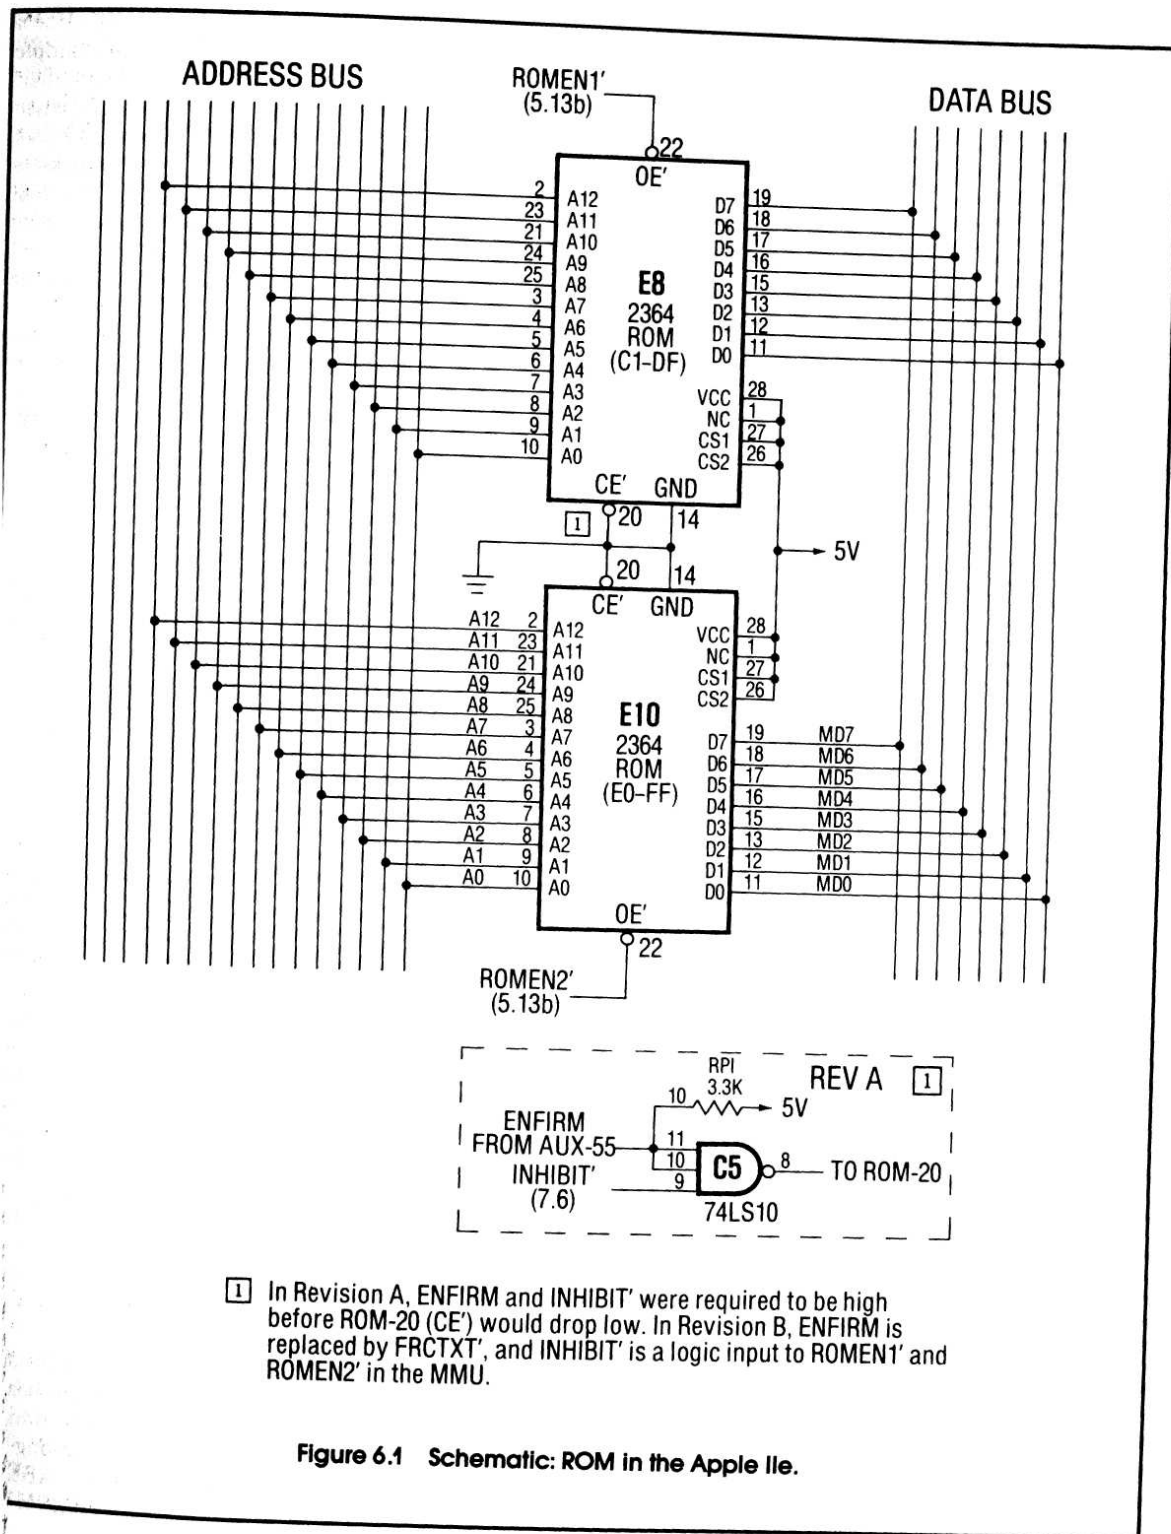 ADDRESS BUS
ROMEN1′
(5.13b)
DATA BUS
22
OE′
2 A12
23 A11
21 A10
24 A9
25 A8
3 A7
4 A6
5 A5
6 A4
7 A3
8 A2
9 A1
10 A0
E8
2364
ROM
(C1-DF)
D7 19
D6 18
D5 17
D4 16
D3 15
D2 13
D1 12
D0 11
VCC 28
NC 1
CS1 27
CS2 26
CE′ GND
1 20 14
5V
20 14
CE′ GND
A12 2 A12
A11 23 A11
A10 21 A10
A9 24 A9
A8 25 A8
A7 3 A7
A6 4 A6
A5 5 A5
A4 6 A4
A3 7 A3
A2 8 A2
A1 9 A1
A0 10 A0
E10
2364
ROM
(E0-FF)
VCC 28
NC 1
CS1 27
CS2 26
D7 19 MD7
D6 18 MD6
D5 17 MD5
D4 16 MD4
D3 15 MD3
D2 13 MD2
D1 12 MD1
D0 11 MD0
OE′
22
ROMEN2′
(5.13b)
RPI
3.3K
REV A 1
10 5V
ENFIRM
FROM AUX-55
INHIBIT′
(7.6)
11
10
9
C5
8 TO ROM-20
74LS10
1 In Revision A, ENFIRM and INHIBIT′ were required to be high
before ROM-20 (CE′) would drop low. In Revision B, ENFIRM is
replaced by FRCTXT′, and INHIBIT′ is a logic input to ROMEN1′ and
ROMEN2′ in the MMU.
Figure 6.1 Schematic: ROM in the Apple IIe.